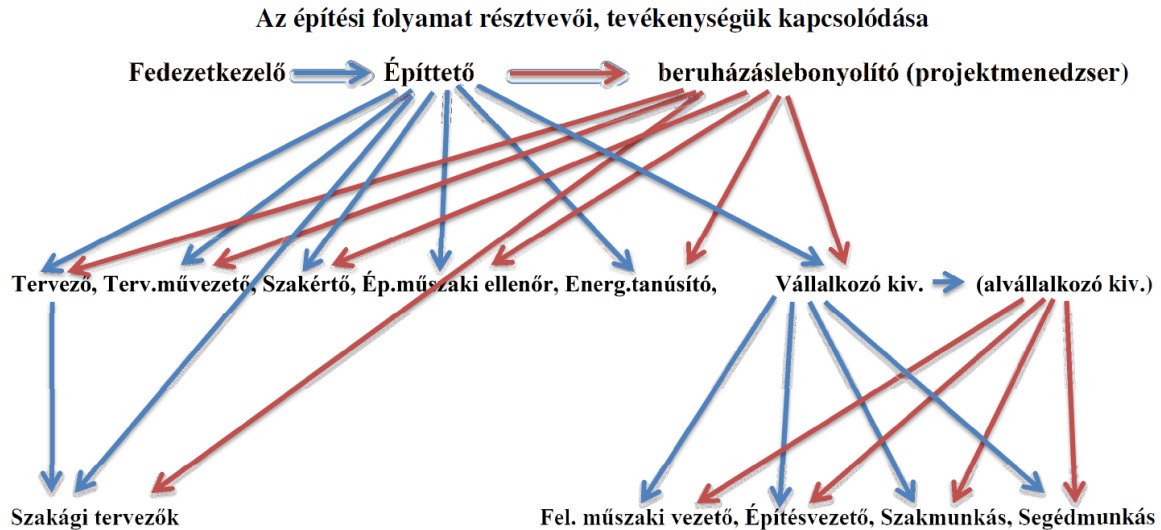 Az építési folyamat résztvevői, tevékenységük kapcsolódása
Fedezetkezelő Építtető beruházáslebonyolító (projektmenedzser)
Tervező, Terv.művezető, Szakértő, Ép.műszaki ellenőr, Energ.tanúsító, Vállalkozó kiv. (alvállalkozó kiv.)
Szakági tervezők Fel. műszaki vezető, Építésvezető, Szakmunkás, Segédmunkás